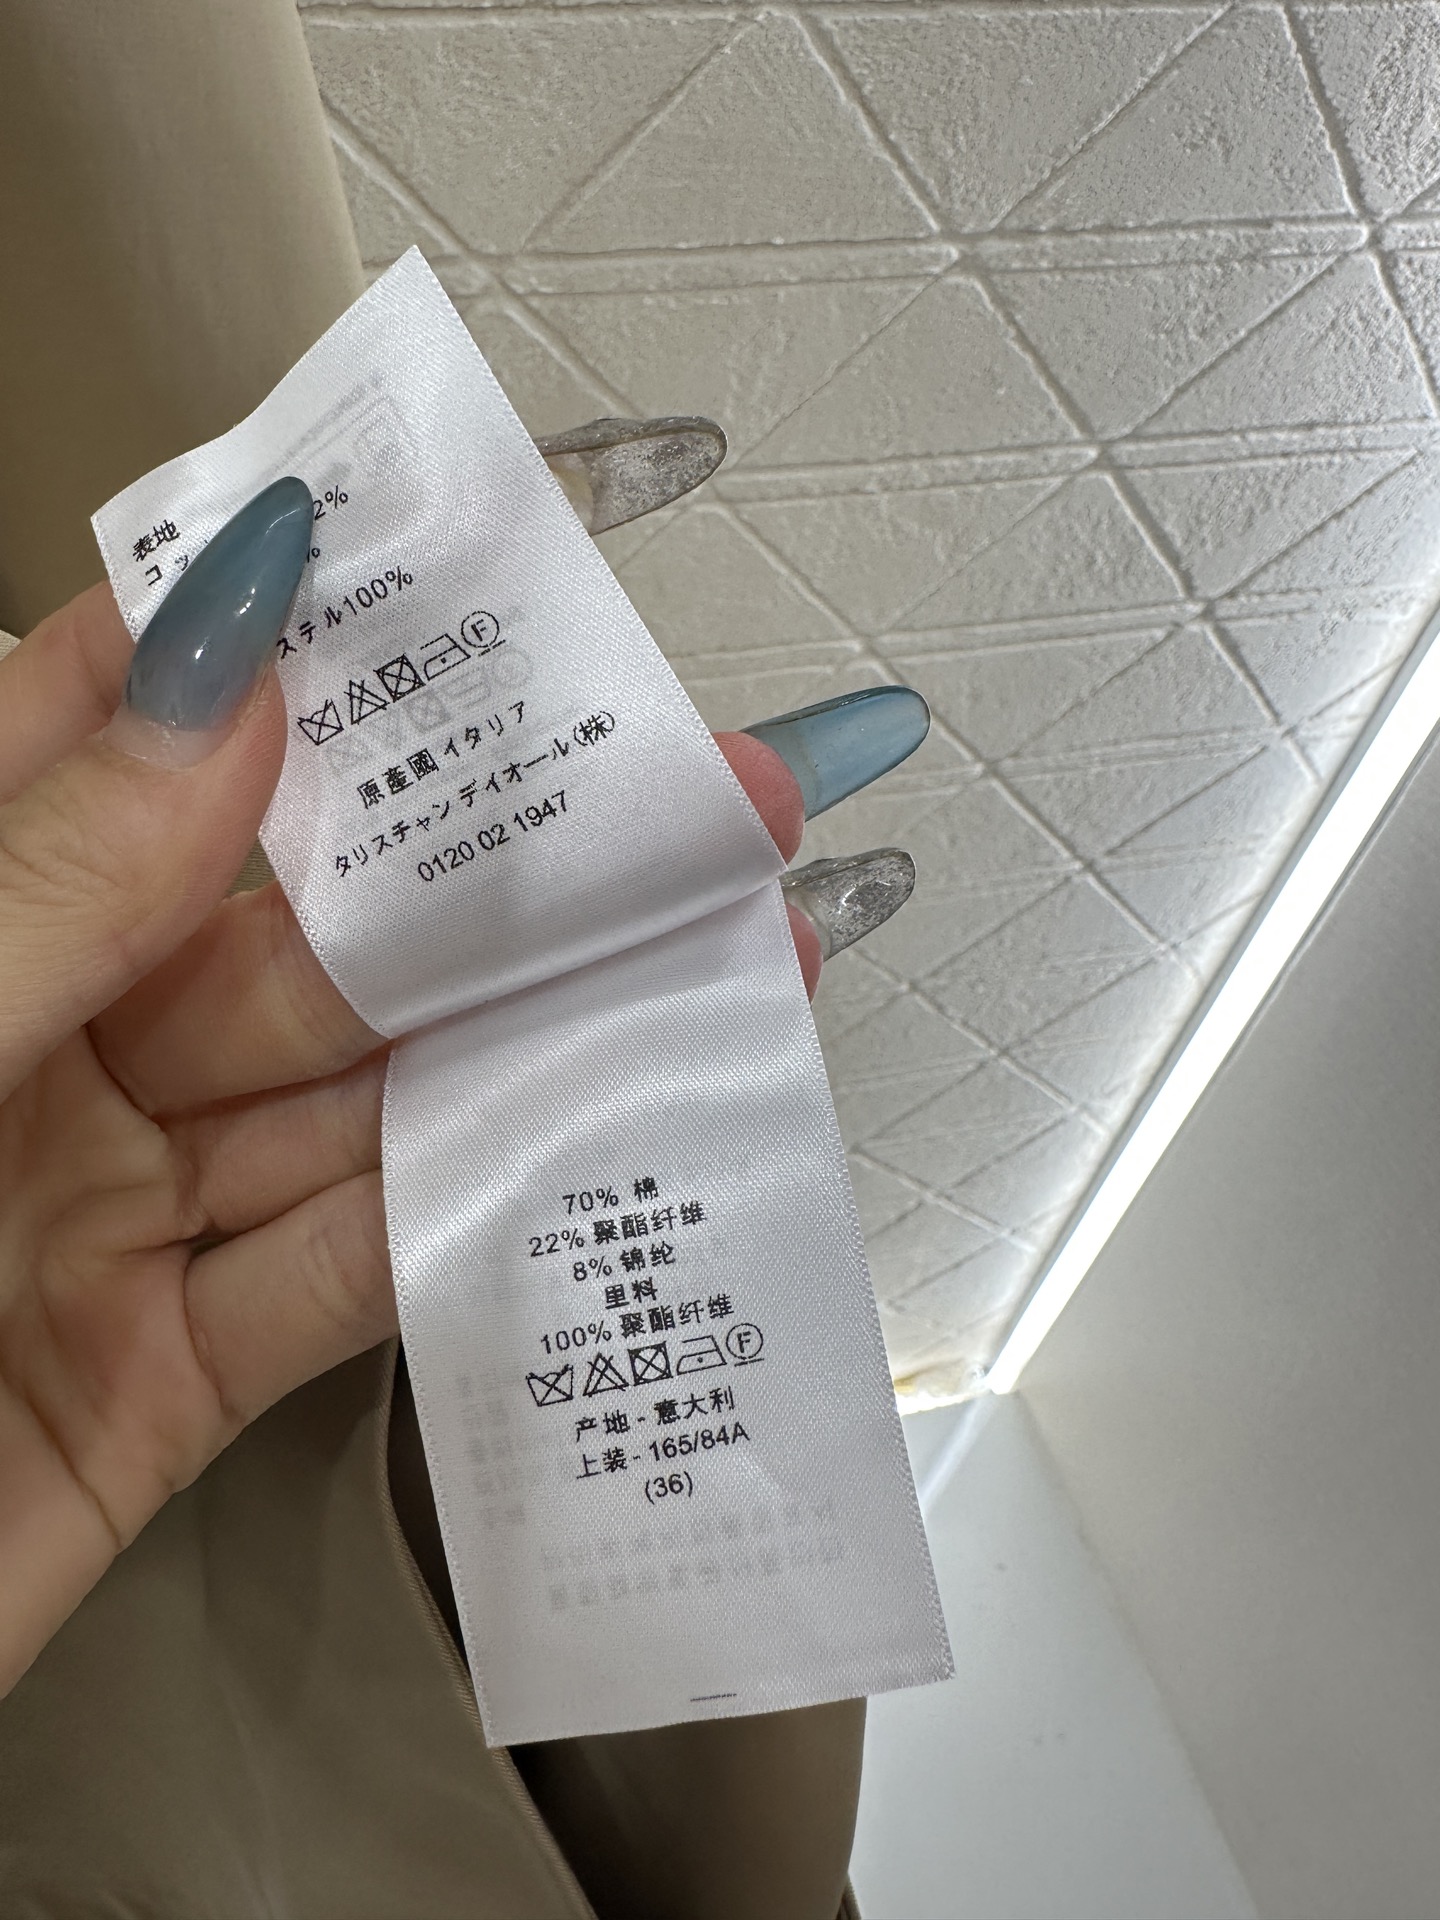 表地
コッ 2%
%
ステル100%
F
原産國イタリア
タリスチャンデイオール(株)
0120 02 1947
70% 棉
22% 聚酯纤维
8% 锦纶
里料
100% 聚酯纤维
F
产地 - 意大利
上装 - 165/84A
(36)